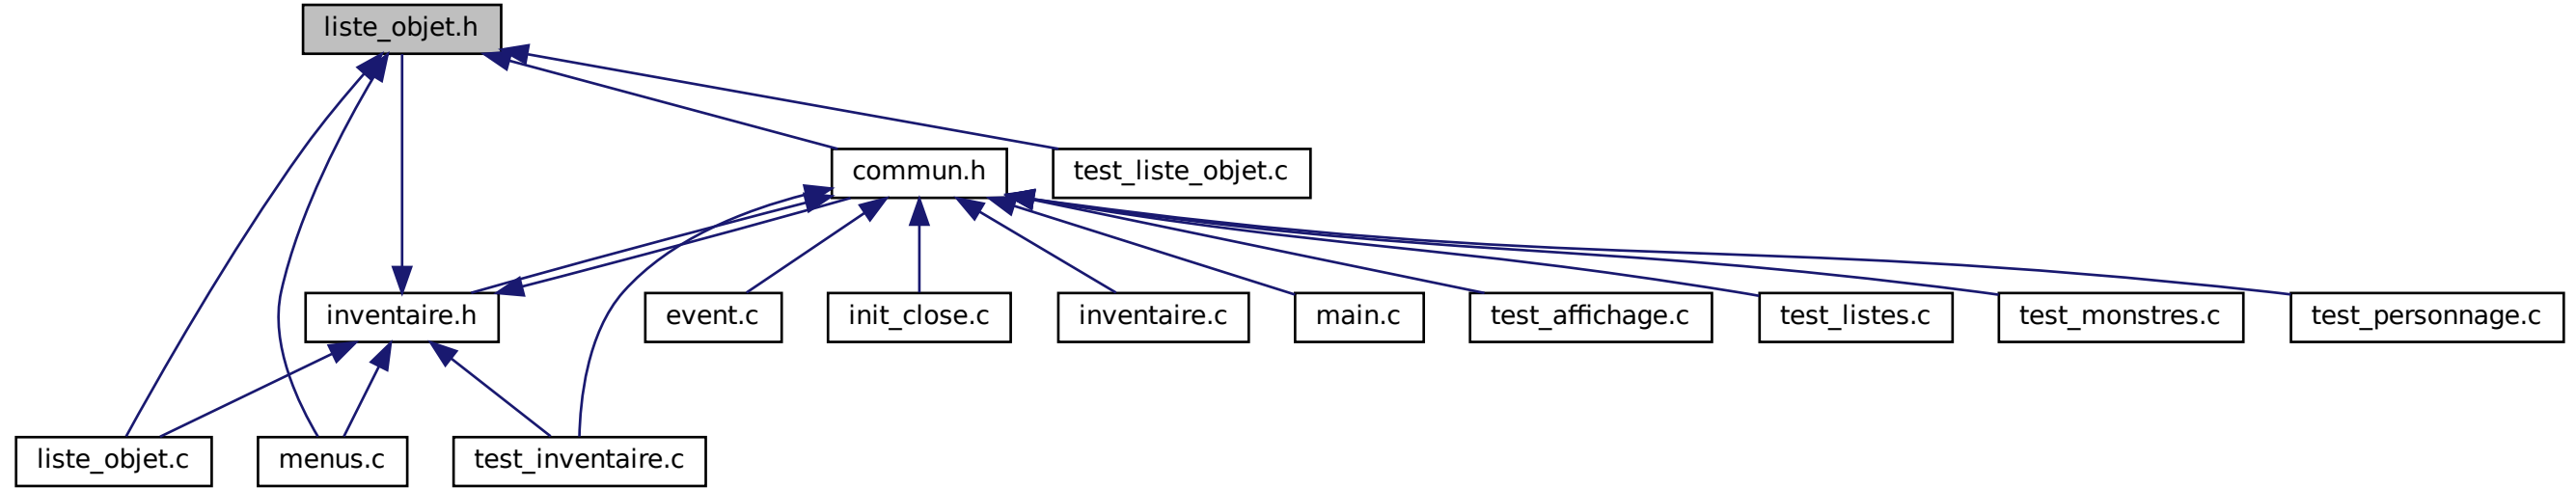 liste_objet.h
commun.h
test_liste_objet.c
inventaire.h
event.c
init_close.c
inventaire.c
main.c
test_affichage.c
test_listes.c
test_monstres.c
test_personnage.c
liste_objet.c
menus.c
test_inventaire.c